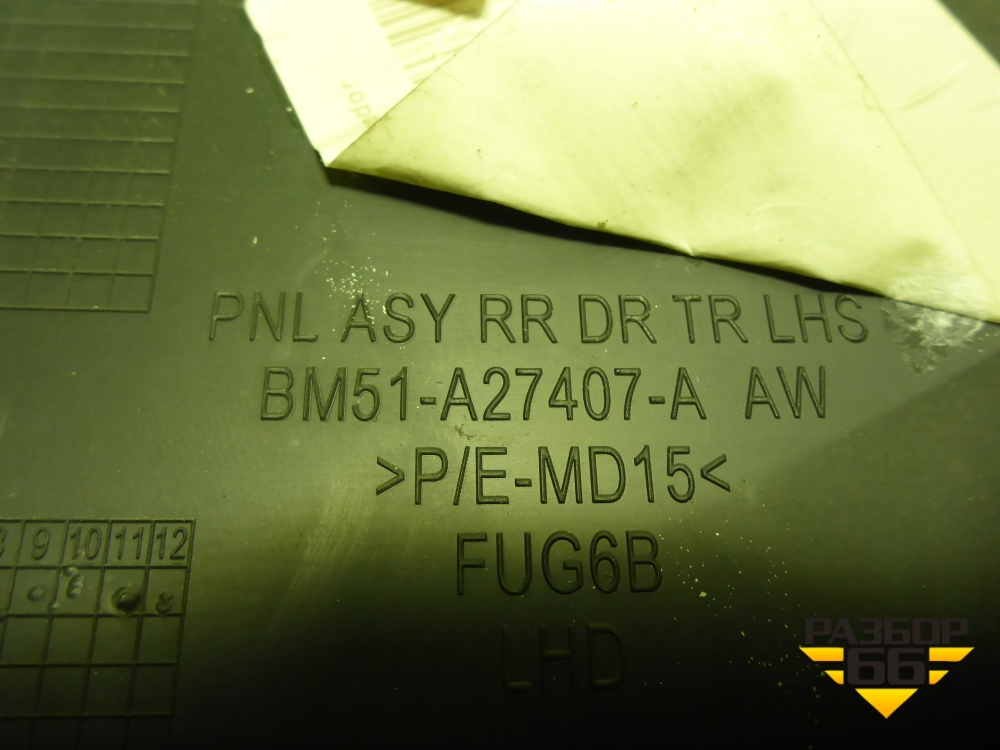 PNL ASY RR DR TR LHS
BM51-A27407-A AW
>P/E-MD15<
FUG6B
LHD
9 10 11 12
РАЗБОР
66